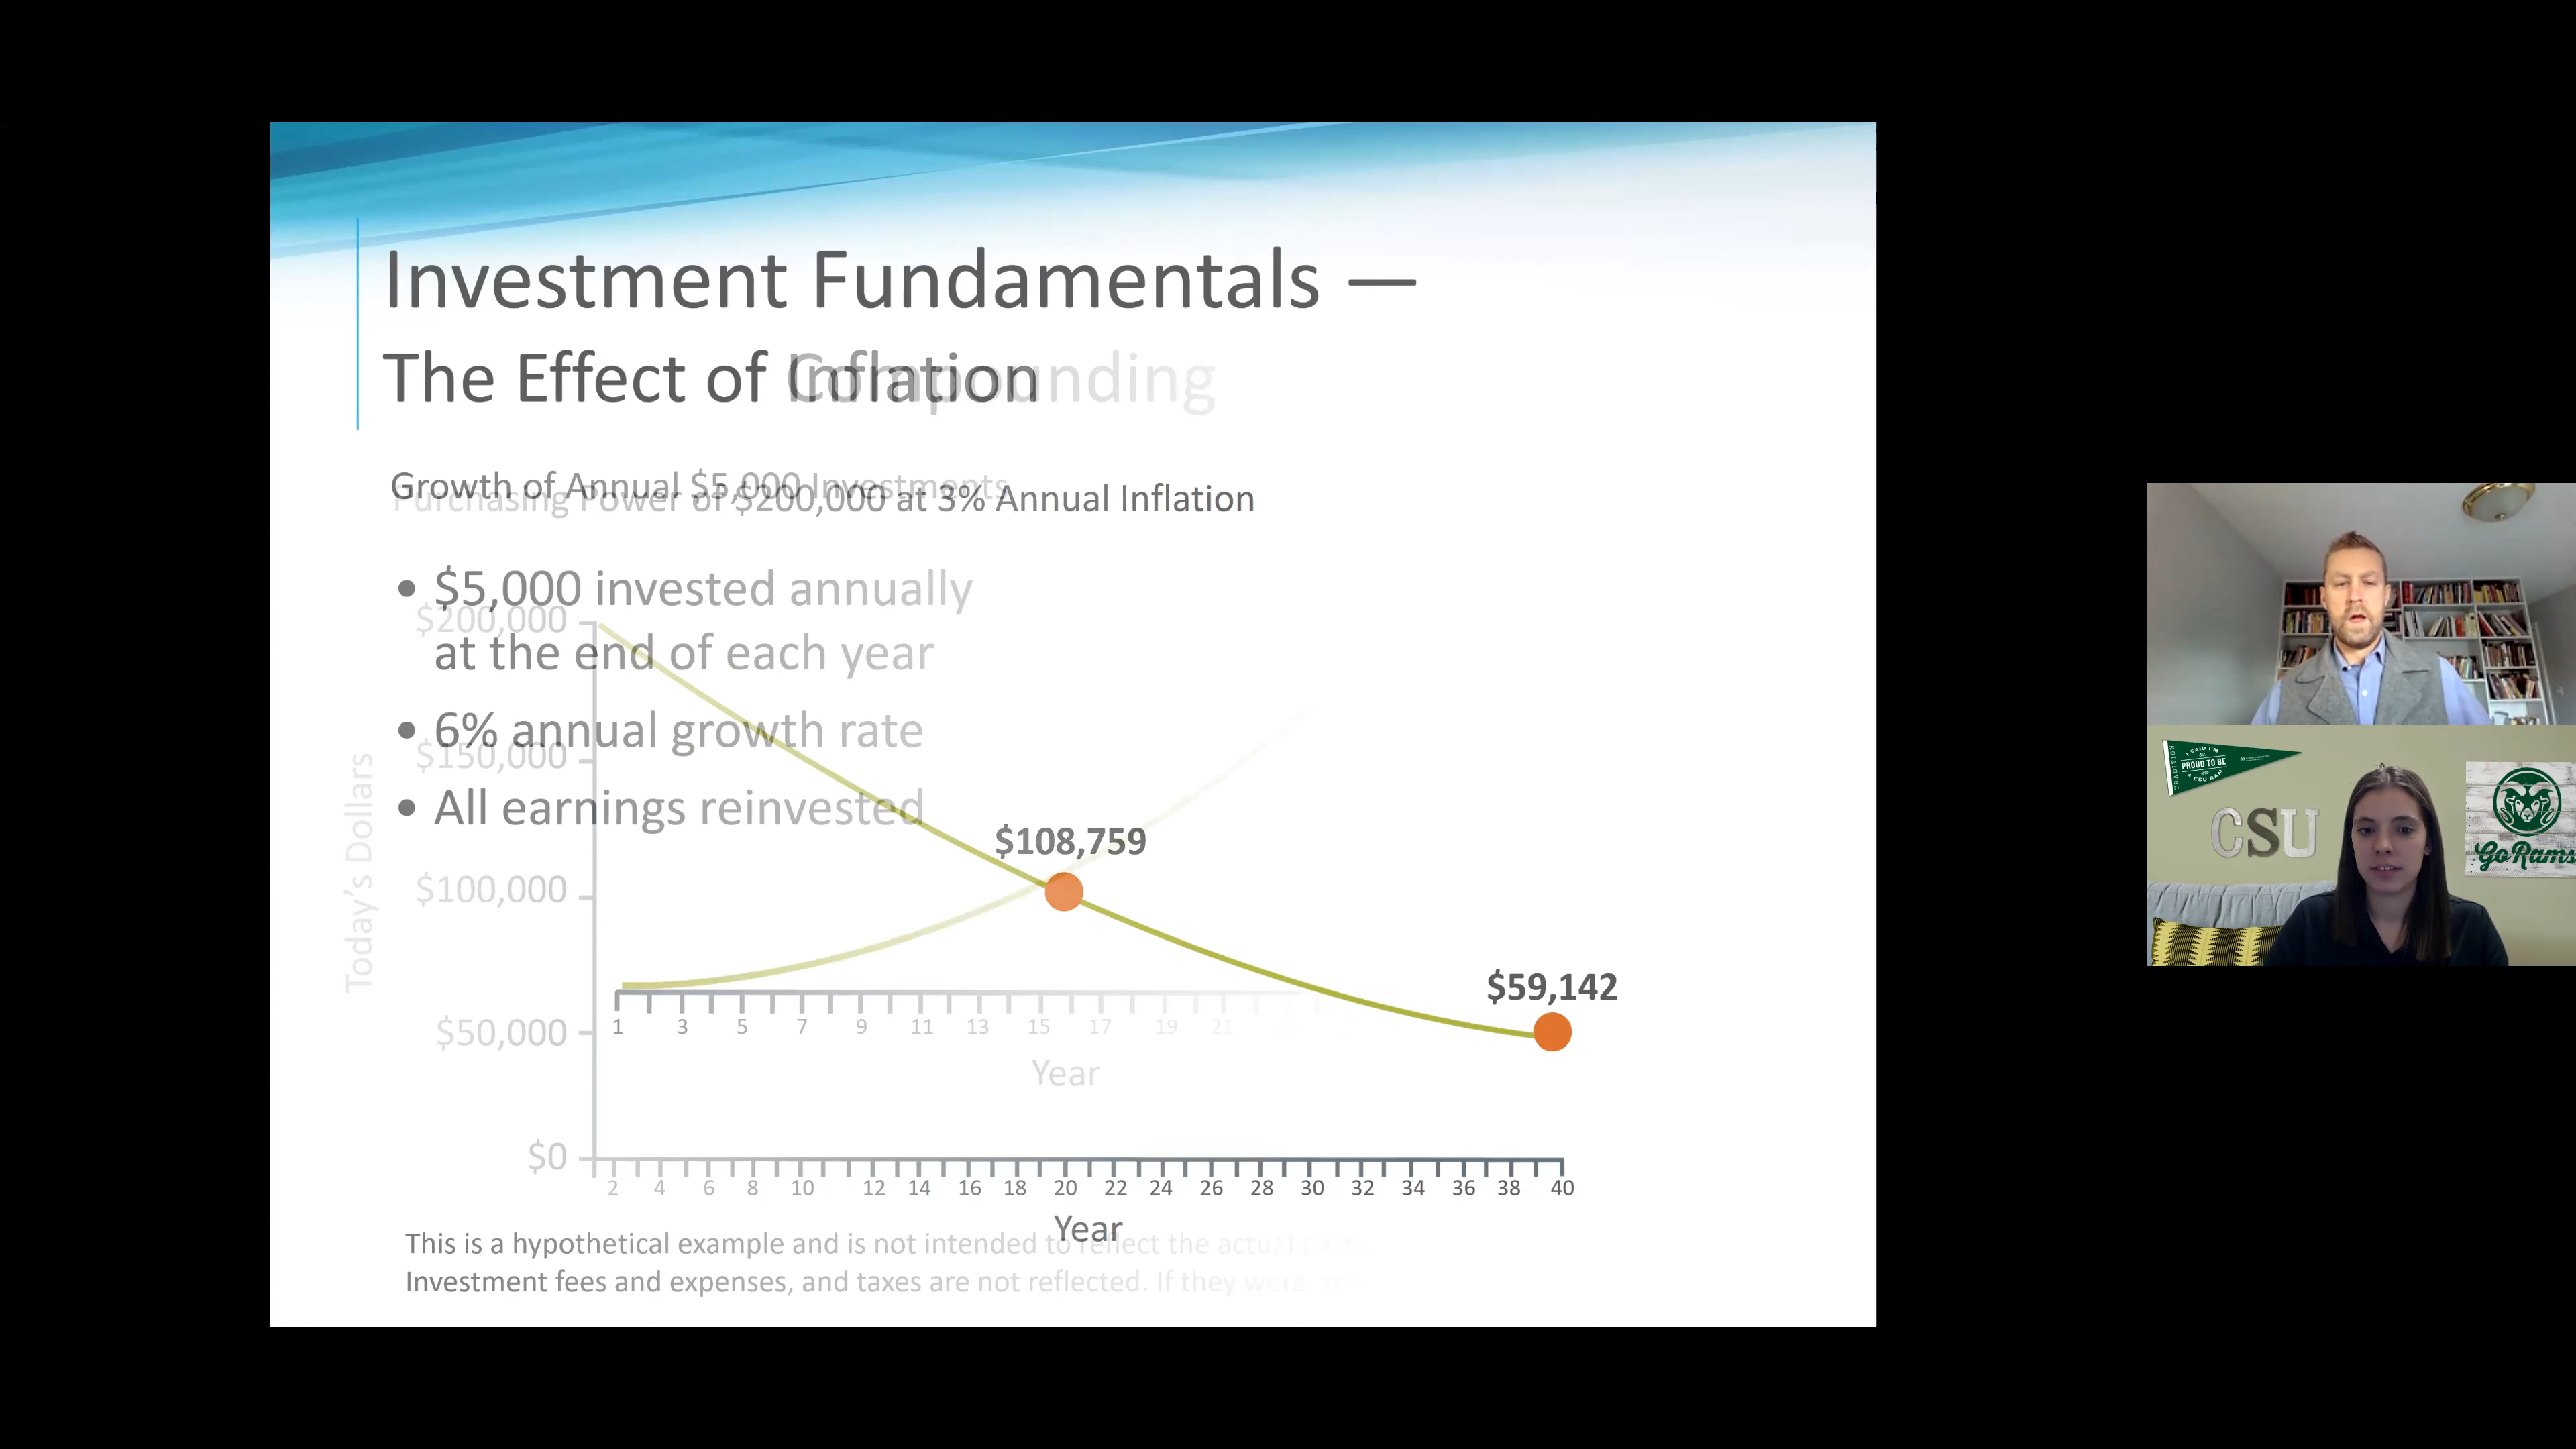 Investment Fundamentals —
The Effect of Inflation
Compounding
Growth of Annual $5,000 Investments
Purchasing Power of $200,000 at 3% Annual Inflation
• $5,000 invested annually
at the end of each year
• 6% annual growth rate
• All earnings reinvested
Today's Dollars
$200,000
$150,000
$100,000
$50,000
$0
$108,759
$59,142
1 3 5 7 9 11 13 15 17 19 21
Year
2 4 6 8 10 12 14 16 18 20 22 24 26 28 30 32 34 36 38 40
Year
This is a hypothetical example and is not intended to reflect the actual
Investment fees and expenses, and taxes are not reflected. If they were
TRADITION
I SAID I'M
PROUD TO BE
A CSU RAM
CSU
Go Rams